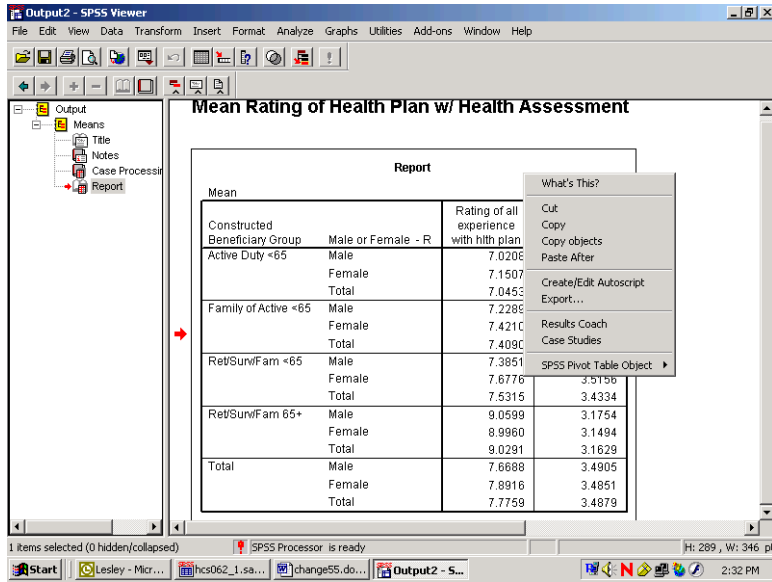 Output2 - SPSS Viewer
File Edit View Data Transform Insert Format Analyze Graphs Utilities Add-ons Window Help
Output
Means
Title
Notes
Case Processin
Report
Mean Rating of Health Plan w/ Health Assessment
Report
Mean
Constructed Beneficiary Group Male or Female - R Rating of all experience with hlth plan
Active Duty <65 Male 7.0208
Female 7.1507
Total 7.0453
Family of Active <65 Male 7.2289
Female 7.4210
Total 7.4090
Ret/Surv/Fam <65 Male 7.3851
Female 7.6776 3.5156
Total 7.5315 3.4334
Ret/Surv/Fam 65+ Male 9.0599 3.1754
Female 8.9960 3.1494
Total 9.0291 3.1629
Total Male 7.6688 3.4905
Female 7.8916 3.4851
Total 7.7759 3.4879
What's This?
Cut
Copy
Copy objects
Paste After
Create/Edit Autoscript
Export...
Results Coach
Case Studies
SPSS Pivot Table Object
1 items selected (0 hidden/collapsed) SPSS Processor is ready H: 289 , W: 346 pt
Start Lesley - Micr... hcs062_1.sa... change55.do... Output2 - S... 2:32 PM